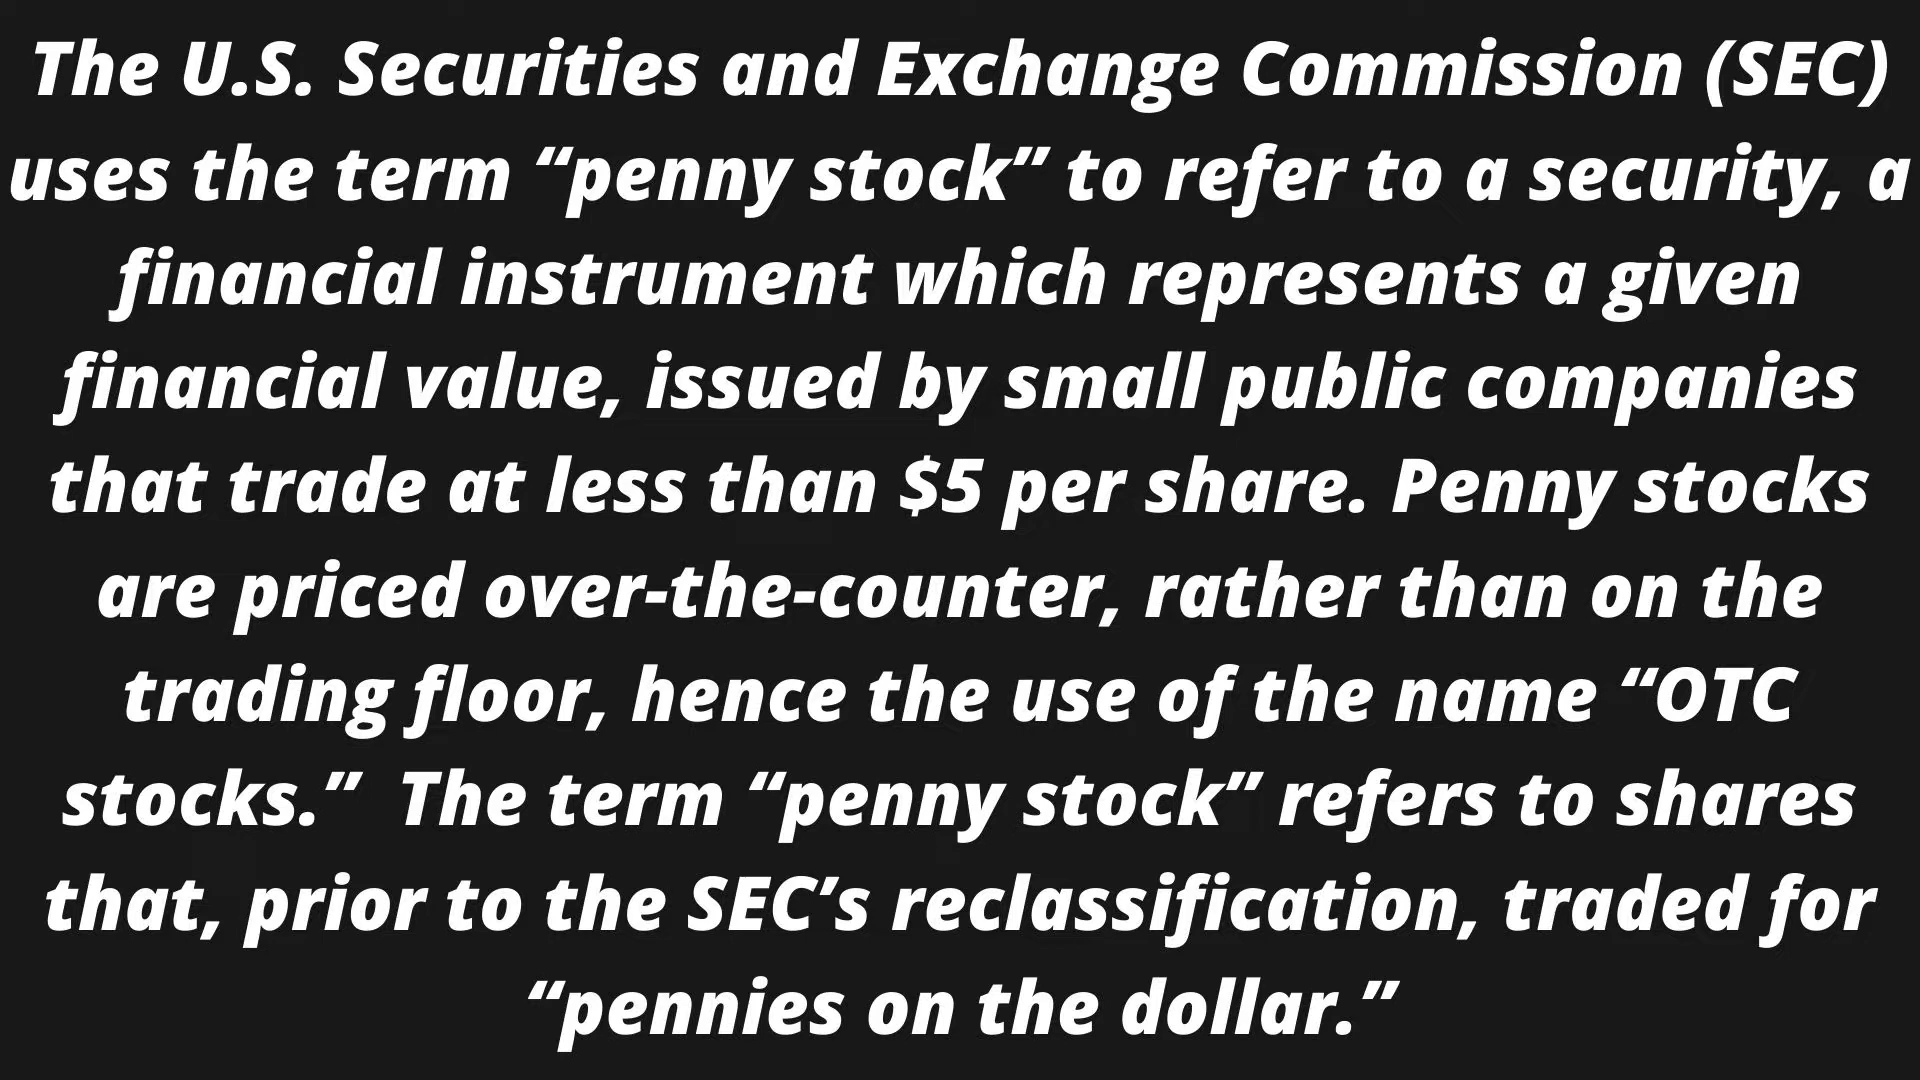 The U.S. Securities and Exchange Commission (SEC)
uses the term “penny stock” to refer to a security, a
financial instrument which represents a given
financial value, issued by small public companies
that trade at less than $5 per share. Penny stocks
are priced over-the-counter, rather than on the
trading floor, hence the use of the name “OTC
stocks.”  The term “penny stock” refers to shares
that, prior to the SEC’s reclassification, traded for
“pennies on the dollar.”